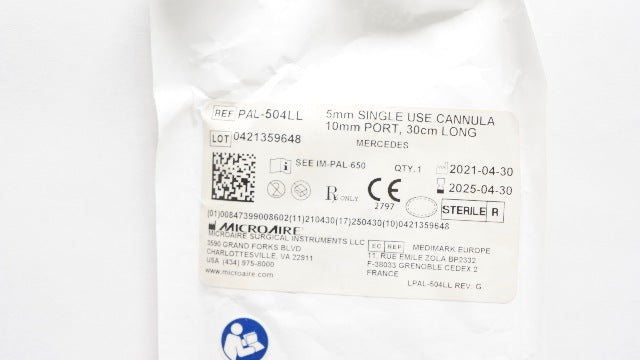 REF PAL-504LL
5mm SINGLE USE CANNULA
10mm PORT, 30cm LONG
MERCEDES
LOT 0421359648
SEE IM-PAL-650
QTY. 1
2021-04-30
2025-04-30
Rx ONLY
CE
2797
STERILE R
(01)00847399008602(11)210430(17)250430(10)0421359648
MICROAIRE
MICROAIRE SURGICAL INSTRUMENTS LLC
3590 GRAND FORKS BLVD
CHARLOTTESVILLE, VA 22911
USA (434) 975-8000
www.microaire.com
EC REP MEDIMARK EUROPE
11, RUE EMILE ZOLA BP2332
F-38033 GRENOBLE CEDEX 2
FRANCE
LPAL-504LL REV: G